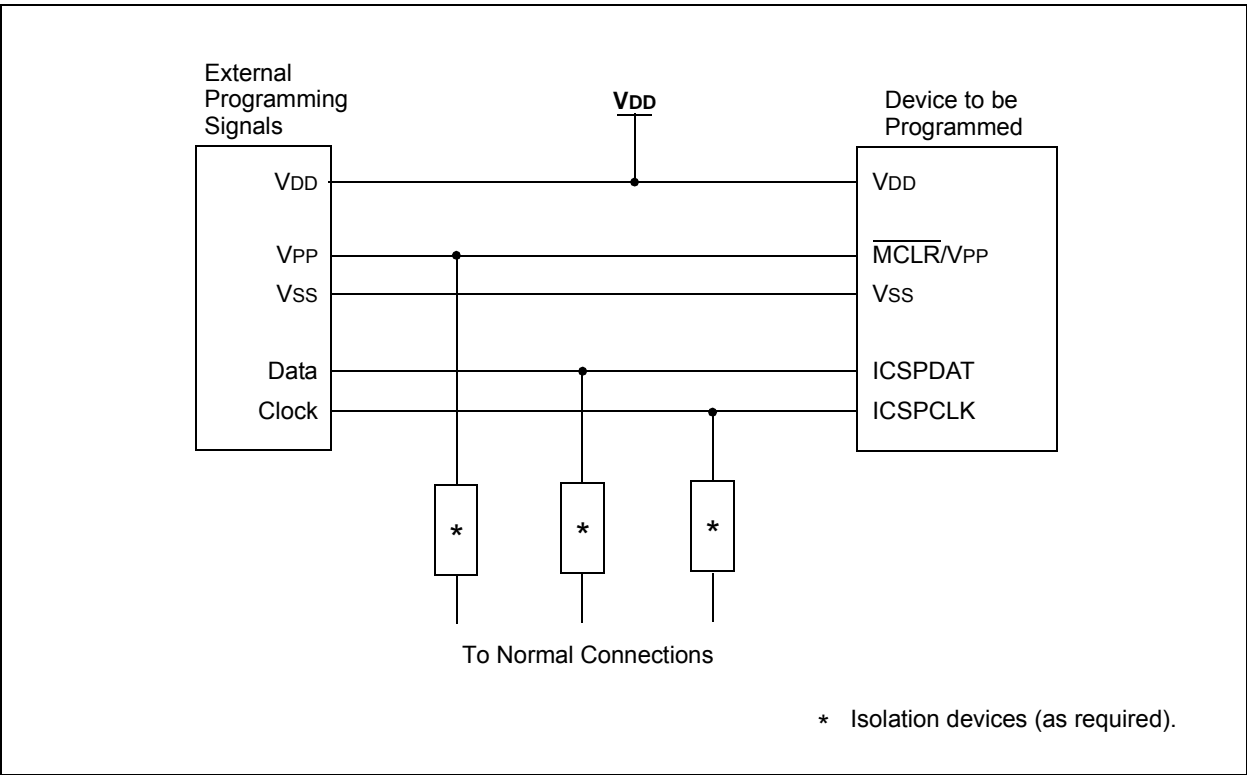 External
Programming
Signals
VDD
Device to be
Programmed
VDD
VPP
VSS
Data
Clock
VDD
MCLR/VPP
VSS
ICSPDAT
ICSPCLK
*
*
*
To Normal Connections
* Isolation devices (as required).